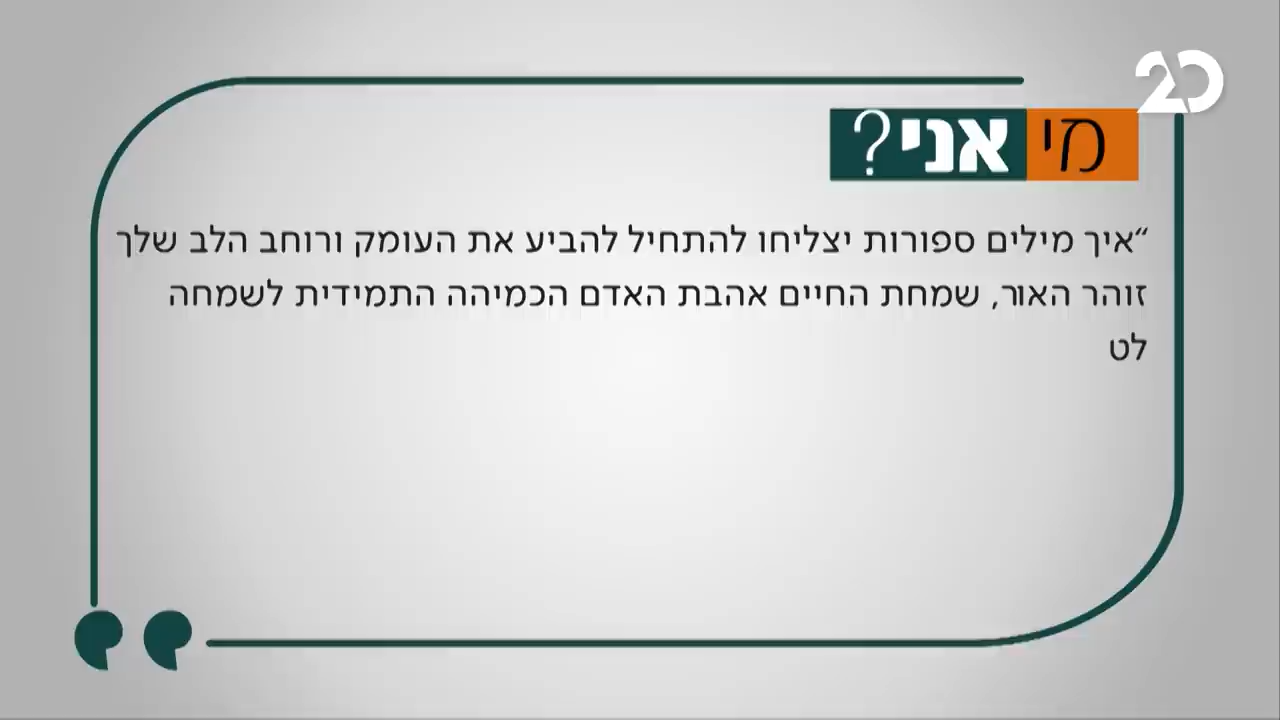 20
מי אני?
“איך מילים ספורות יצליחו להתחיל להביע את העומק ורוחב הלב שלך
זוהר האור, שמחת החיים אהבת האדם הכמיהה התמידית לשמחה
לט